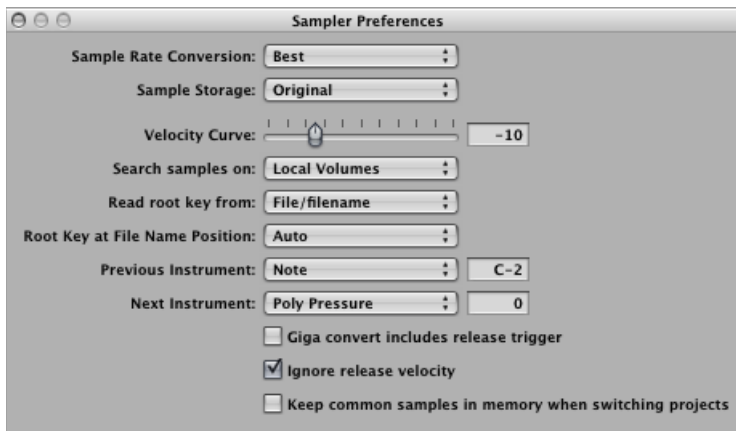 Sampler Preferences
Sample Rate Conversion: Best
Sample Storage: Original
Velocity Curve: -10
Search samples on: Local Volumes
Read root key from: File/filename
Root Key at File Name Position: Auto
Previous Instrument: Note C-2
Next Instrument: Poly Pressure 0
Giga convert includes release trigger
Ignore release velocity
Keep common samples in memory when switching projects